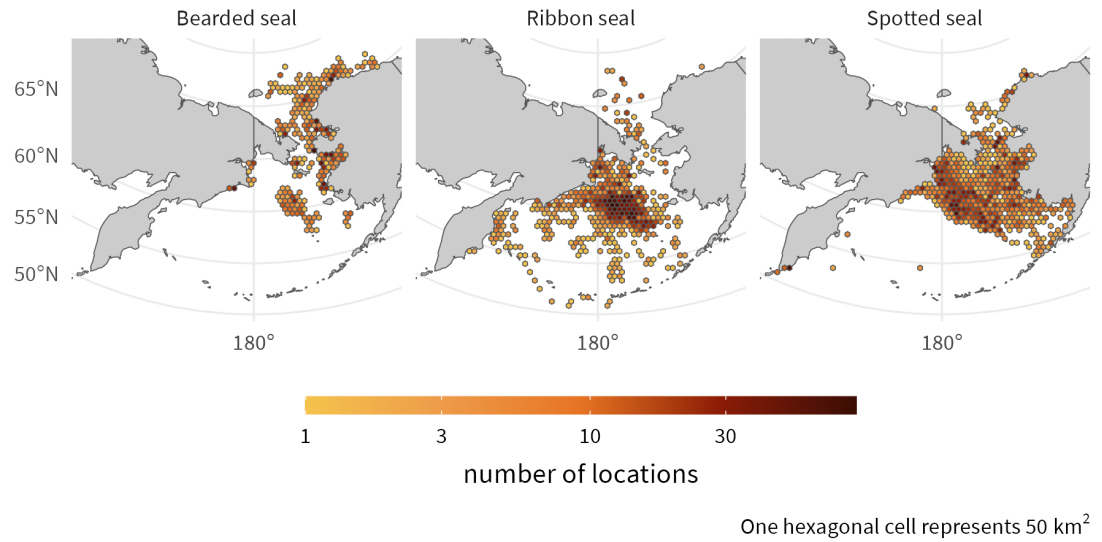 Bearded seal
Ribbon seal
Spotted seal
65°N
60°N
55°N
50°N
180°
180°
180°
1
3
10
30
number of locations
One hexagonal cell represents 50 km²